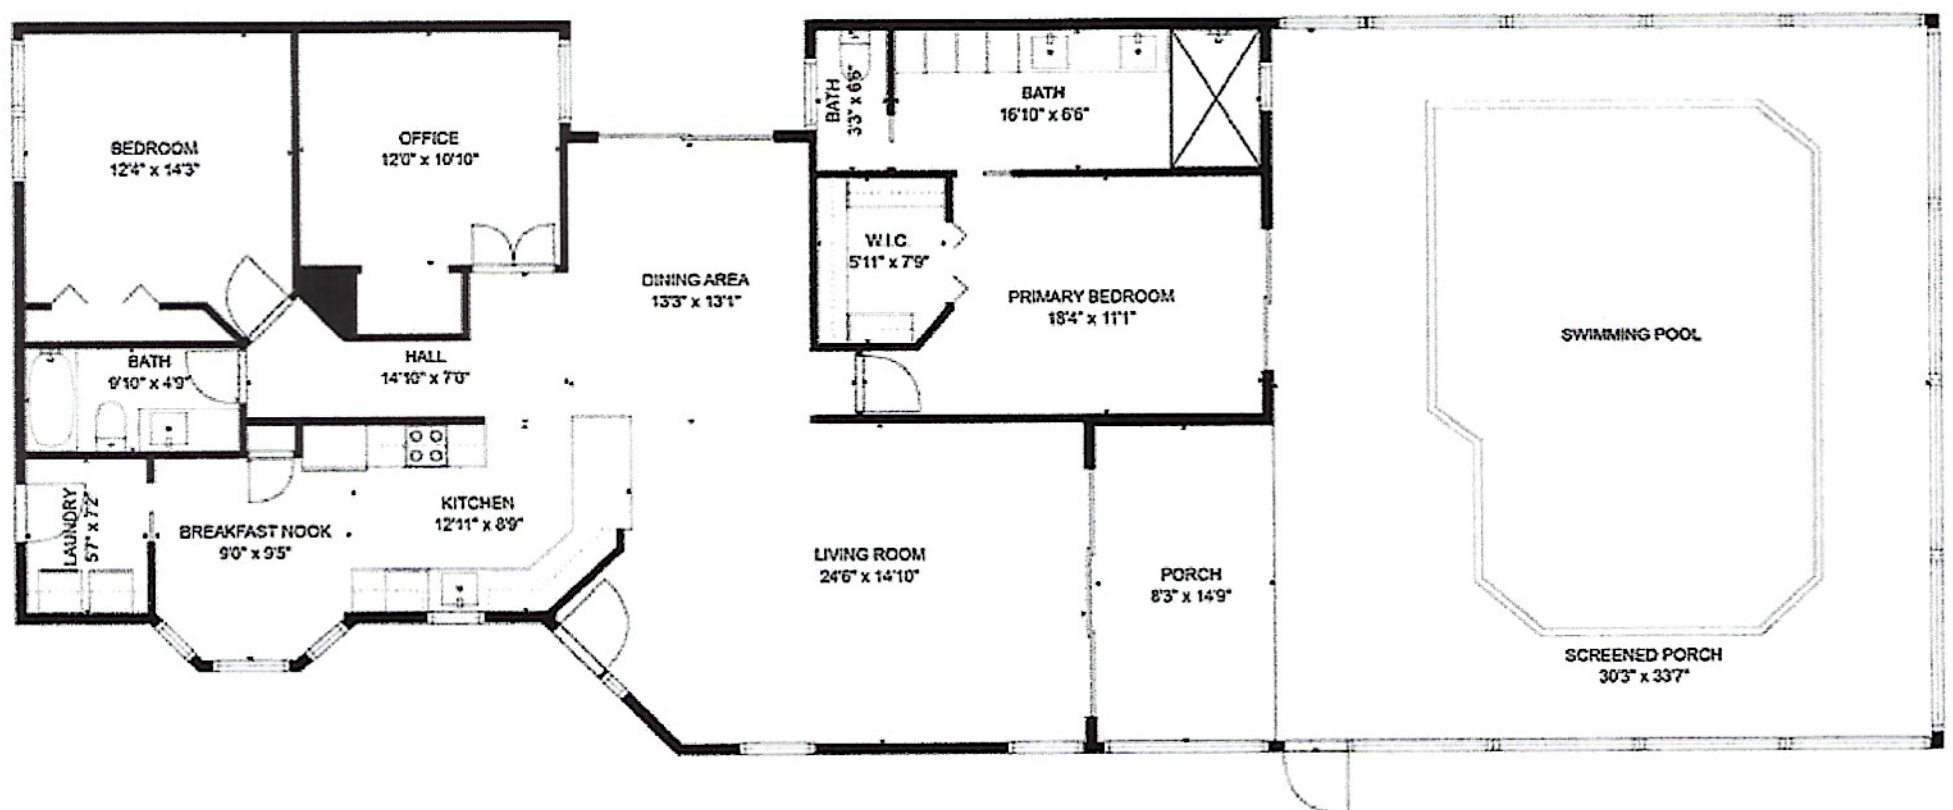 BEDROOM
12'4" x 14'3"
OFFICE
12'0" x 10'10"
BATH
3'3" x 6'6"
BATH
16'10" x 6'6"
DINING AREA
13'3" x 13'1"
W.I.C.
5'11" x 7'9"
PRIMARY BEDROOM
18'4" x 11'1"
SWIMMING POOL
BATH
9'10" x 4'9"
HALL
14'10" x 7'0"
LAUNDRY
5'7" x 7'2"
BREAKFAST NOOK
9'0" x 9'5"
KITCHEN
12'11" x 8'9"
LIVING ROOM
24'6" x 14'10"
PORCH
8'3" x 14'9"
SCREENED PORCH
30'3" x 33'7"